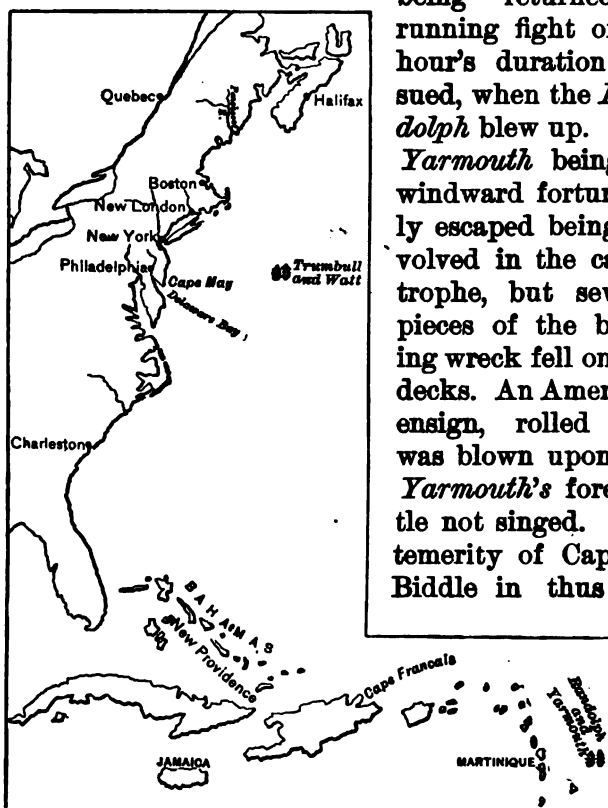 being returned
running fight of
hour's duration
sued, when the
dolph blew up.
Yarmouth being
windward fortun
ly escaped being
volved in the ca
trophe, but sev
pieces of the b
ing wreck fell on
decks. An Amer
ensign, rolled
was blown upon
Yarmouth's fore
tle not singed.
temerity of Cap
Biddle in thus
Quebec
Halifax
Boston
New London
New York
Philadelphia
Cape May
Delaware Bay
Trumbull
and Watt
Charleston
BAHAMAS
New Providence
Cape Francais
JAMAICA
MARTINIQUE
Randolph
and
Yarmouth